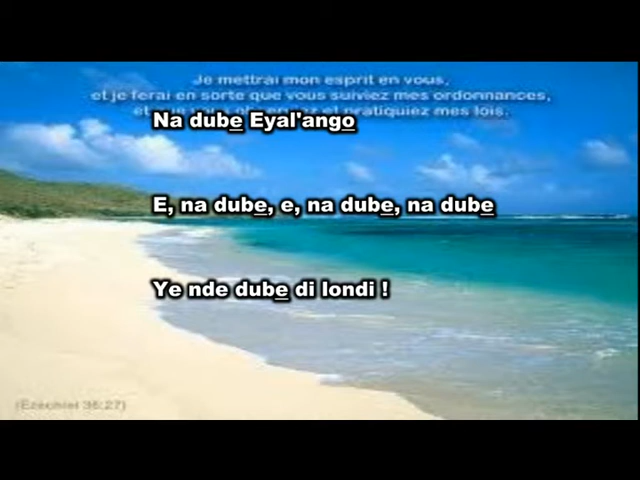 Je mettrai mon esprit en vous,
et je ferai en sorte que vous suiviez mes ordonnances,
et pratiquiez mes lois.
Na dube̲ Eyal'ango̲
E, na dube̲, e, na dube̲, na dube̲
Ye nde dube̲ di londi !
(Ezechiel 36:27)